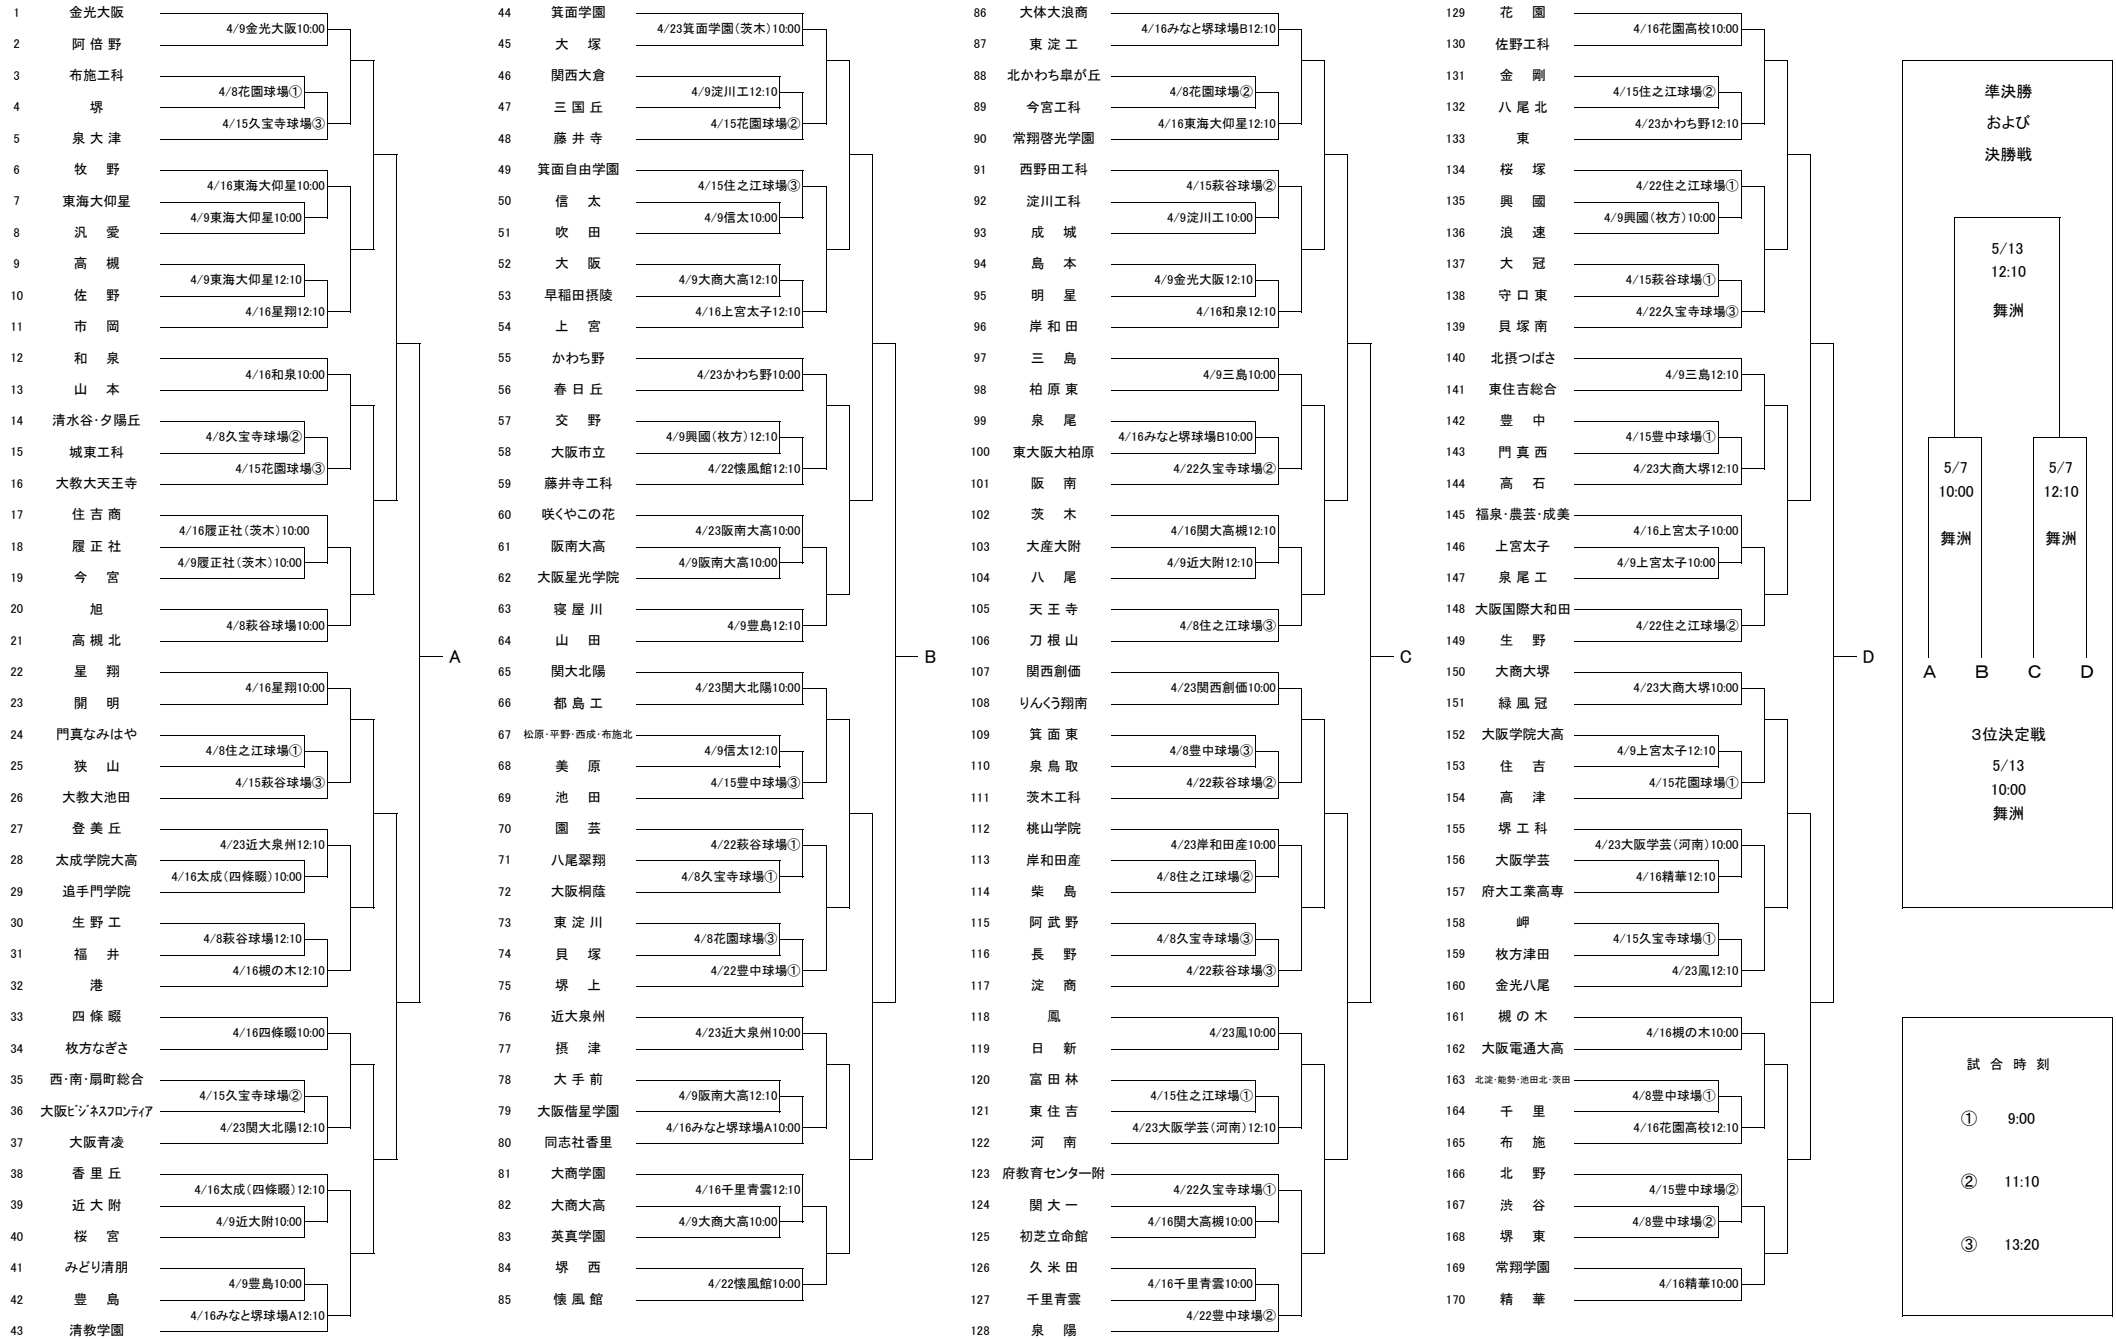 1 金光大阪
4/9金光大阪10:00
2 阿倍野
3 布施工科
4/8花園球場①
4 堺
4/15久宝寺球場③
5 泉大津
6 牧野
4/16東海大仰星10:00
7 東海大仰星
4/9東海大仰星10:00
8 汎愛
9 高槻
4/9東海大仰星12:10
10 佐野
4/16星翔12:10
11 市岡
12 和泉
4/16和泉10:00
13 山本
14 清水谷・夕陽丘
4/8久宝寺球場②
15 城東工科
4/15花園球場③
16 大教大天王寺
17 住吉商
4/16履正社(茨木)10:00
18 履正社
4/9履正社(茨木)10:00
19 今宮
20 旭
4/8萩谷球場10:00
21 高槻北
22 星翔
4/16星翔10:00
23 開明
24 門真なみはや
4/8住之江球場①
25 狭山
4/15萩谷球場③
26 大教大池田
27 登美丘
4/23近大泉州12:10
28 太成学院大高
4/16太成(四條畷)10:00
29 追手門学院
30 生野工
4/8萩谷球場12:10
31 福井
4/16槻の木12:10
32 港
33 四條畷
4/16四條畷10:00
34 枚方なぎさ
35 西・南・扇町総合
4/15久宝寺球場②
36 大阪ビジネスフロンティア
4/23関大北陽12:10
37 大阪青凌
38 香里丘
4/16太成(四條畷)12:10
39 近大附
4/9近大附10:00
40 桜宮
41 みどり清朋
4/9豊島10:00
42 豊島
4/16みなと堺球場A12:10
43 清教学園
A
44 箕面学園
4/23箕面学園(茨木)10:00
45 大塚
46 関西大倉
4/9淀川工12:10
47 三国丘
4/15花園球場②
48 藤井寺
49 箕面自由学園
4/15住之江球場③
50 信太
4/9信太10:00
51 吹田
52 大阪
4/9大商大高12:10
53 早稲田摂陵
4/16上宮太子12:10
54 上宮
55 かわち野
4/23かわち野10:00
56 春日丘
57 交野
4/9興國(枚方)12:10
58 大阪市立
4/22懐風館12:10
59 藤井寺工科
60 咲くやこの花
4/23阪南大高10:00
61 阪南大高
4/9阪南大高10:00
62 大阪星光学院
63 寝屋川
4/9豊島12:10
64 山田
65 関大北陽
4/23関大北陽10:00
66 都島工
67 松原・平野・西成・布施北
4/9信太12:10
68 美原
4/15豊中球場③
69 池田
70 園芸
4/22萩谷球場①
71 八尾翠翔
4/8久宝寺球場①
72 大阪桐蔭
73 東淀川
4/8花園球場③
74 貝塚
4/22豊中球場①
75 堺上
76 近大泉州
4/23近大泉州10:00
77 摂津
78 大手前
4/9阪南大高12:10
79 大阪偕星学園
4/16みなと堺球場A10:00
80 同志社香里
81 大商学園
4/16千里青雲12:10
82 大商大高
4/9大商大高10:00
83 英真学園
84 堺西
4/22懐風館10:00
85 懐風館
B
86 大体大浪商
4/16みなと堺球場B12:10
87 東淀工
88 北かわち皐が丘
4/8花園球場②
89 今宮工科
4/16東海大仰星12:10
90 常翔啓光学園
91 西野田工科
4/15萩谷球場②
92 淀川工科
4/9淀川工10:00
93 成城
94 島本
4/9金光大阪12:10
95 明星
4/16和泉12:10
96 岸和田
97 三島
4/9三島10:00
98 柏原東
99 泉尾
4/16みなと堺球場B10:00
100 東大阪大柏原
4/22久宝寺球場②
101 阪南
102 茨木
4/16関大高槻12:10
103 大産大附
4/9近大附12:10
104 八尾
105 天王寺
4/8住之江球場③
106 刀根山
107 関西創価
4/23関西創価10:00
108 りんくう翔南
109 箕面東
4/8豊中球場③
110 泉鳥取
4/22萩谷球場②
111 茨木工科
112 桃山学院
4/23岸和田産10:00
113 岸和田産
4/8住之江球場②
114 柴島
115 阿武野
4/8久宝寺球場③
116 長野
4/22萩谷球場③
117 淀商
118 鳳
4/23鳳10:00
119 日新
120 富田林
4/15住之江球場①
121 東住吉
4/23大阪学芸(河南)12:10
122 河南
123 府教育センター附
4/22久宝寺球場①
124 関大一
4/16関大高槻10:00
125 初芝立命館
126 久米田
4/16千里青雲10:00
127 千里青雲
4/22豊中球場②
128 泉陽
C
129 花園
4/16花園高校10:00
130 佐野工科
131 金剛
4/15住之江球場②
132 八尾北
4/23かわち野12:10
133 東
134 桜塚
4/22住之江球場①
135 興國
4/9興國(枚方)10:00
136 浪速
137 大冠
4/15萩谷球場①
138 守口東
4/22久宝寺球場③
139 貝塚南
140 北摂つばさ
4/9三島12:10
141 東住吉総合
142 豊中
4/15豊中球場①
143 門真西
4/23大商大堺12:10
144 高石
145 福泉・農芸・成美
4/16上宮太子10:00
146 上宮太子
4/9上宮太子10:00
147 泉尾工
148 大阪国際大和田
4/22住之江球場②
149 生野
150 大商大堺
4/23大商大堺10:00
151 緑風冠
152 大阪学院大高
4/9上宮太子12:10
153 住吉
4/15花園球場①
154 高津
155 堺工科
4/23大阪学芸(河南)10:00
156 大阪学芸
4/16精華12:10
157 府大工業高専
158 岬
4/15久宝寺球場①
159 枚方津田
4/23鳳12:10
160 金光八尾
161 槻の木
4/16槻の木10:00
162 大阪電通大高
163 北淀・能勢・池田北・茨田
4/8豊中球場①
164 千里
4/16花園高校12:10
165 布施
166 北野
4/15豊中球場②
167 渋谷
4/8豊中球場②
168 堺東
169 常翔学園
4/16精華10:00
170 精華
D
準決勝
および
決勝戦
5/13
12:10
舞洲
5/7 5/7
10:00 12:10
舞洲 舞洲
A B C D
3位決定戦
5/13
10:00
舞洲
試合時刻
① 9:00
② 11:10
③ 13:20